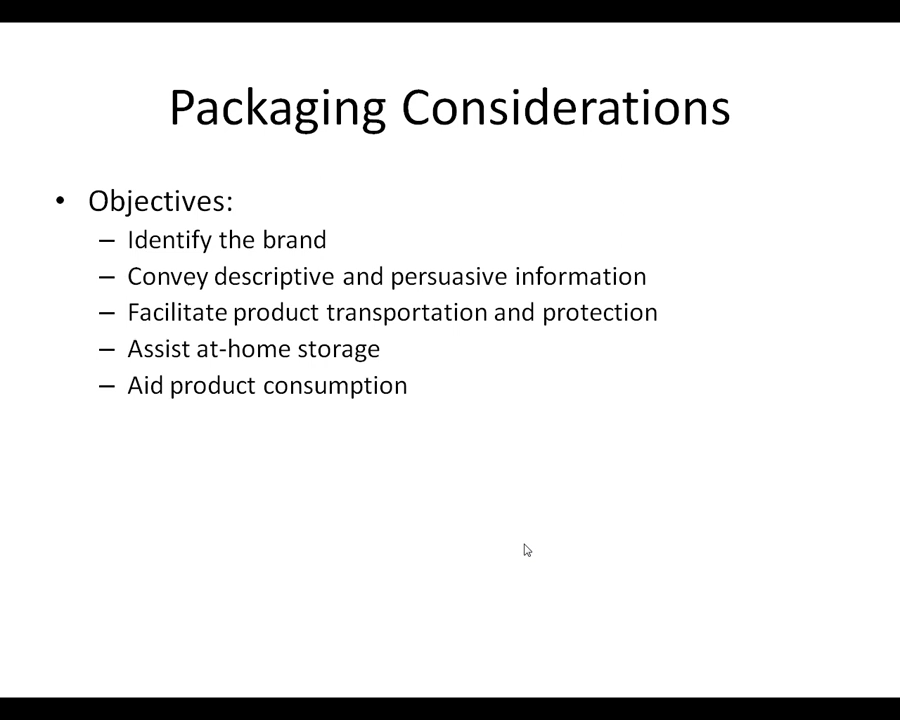 Packaging Considerations
• Objectives:
– Identify the brand
– Convey descriptive and persuasive information
– Facilitate product transportation and protection
– Assist at-home storage
– Aid product consumption